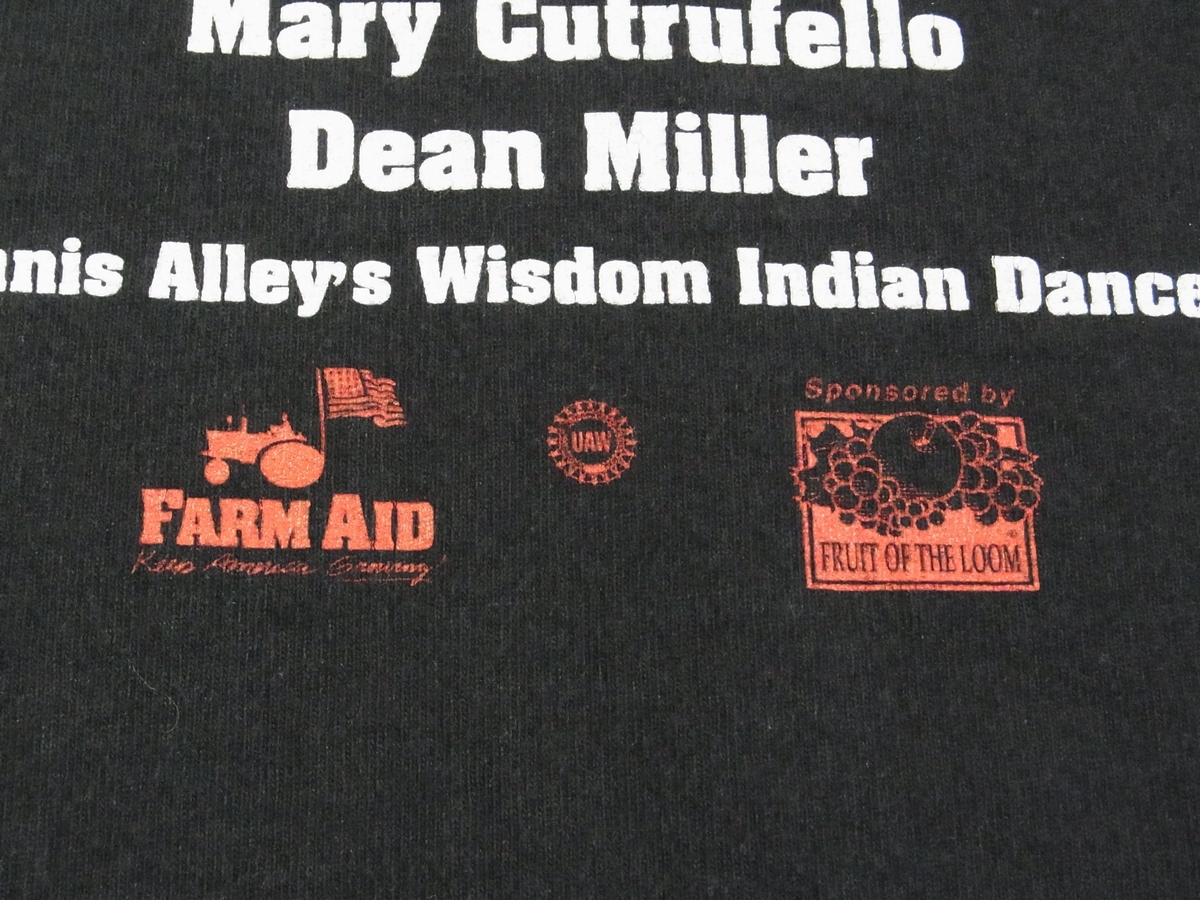 Mary Cutrufello
Dean Miller
nnis Alley's Wisdom Indian Dance
Sponsored by
UAW
FARM AID
Keep America Growing!
FRUIT OF THE LOOM